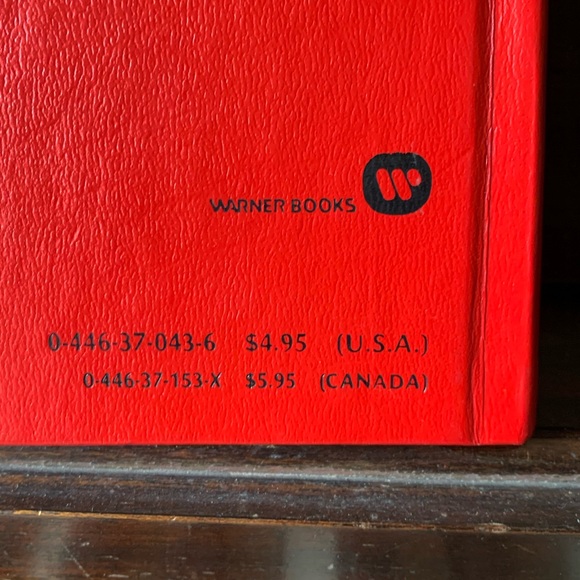 WARNER BOOKS
0-446-37-043-6 $4.95 (U.S.A.)
0-446-37-153-X $5.95 (CANADA)